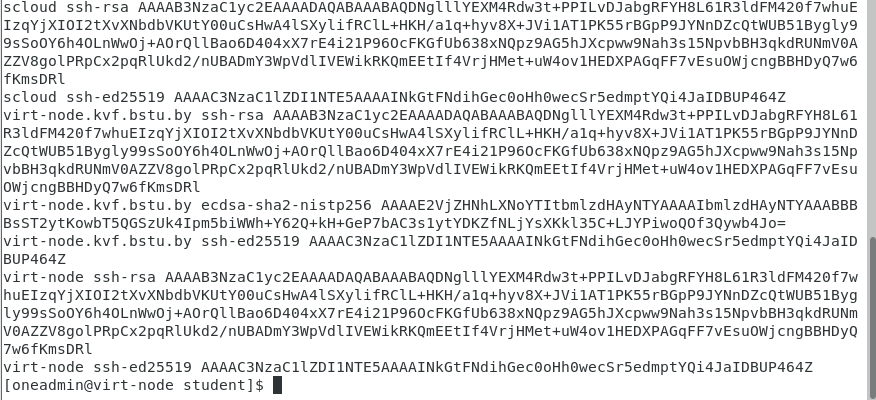 scloud ssh-rsa AAAAB3NzaC1yc2EAAAADAQABAAABAQDNglllYEXM4Rdw3t+PPILvDJabgRFYH8L61R3ldFM420f7whuE
IzqYjXIOI2tXvXNbdbVKUtY00uCsHwA4lSXylifRClL+HKH/a1q+hyv8X+JVi1AT1PK55rBGpP9JYNnDZcQtWUB51Bygly9
9sSoOY6h4OLnWwOj+AOrQllBao6D404xX7rE4i21P96OcFKGfUb638xNQpz9AG5hJXcpww9Nah3s15NpvbBH3qkdRUNmV0A
ZZV8golPRpCx2pqRlUkd2/nUBADmY3WpVdlIVEWikRKQmEEtIf4VrjHMet+uW4ov1HEDXPAGqFF7vEsuOWjcngBBHDyQ7w6
fKmsDRl
scloud ssh-ed25519 AAAAC3NzaC1lZDI1NTE5AAAAINkGtFNdihGec0oHh0wecSr5edmptYQi4JaIDBUP464Z
virt-node.kvf.bstu.by ssh-rsa AAAAB3NzaC1yc2EAAAADAQABAAABAQDNglllYEXM4Rdw3t+PPILvDJabgRFYH8L61
R3ldFM420f7whuEIzqYjXIOI2tXvXNbdbVKUtY00uCsHwA4lSXylifRClL+HKH/a1q+hyv8X+JVi1AT1PK55rBGpP9JYNnD
ZcQtWUB51Bygly99sSoOY6h4OLnWwOj+AOrQllBao6D404xX7rE4i21P96OcFKGfUb638xNQpz9AG5hJXcpww9Nah3s15Np
vbBH3qkdRUNmV0AZZV8golPRpCx2pqRlUkd2/nUBADmY3WpVdlIVEWikRKQmEEtIf4VrjHMet+uW4ov1HEDXPAGqFF7vEsu
OWjcngBBHDyQ7w6fKmsDRl
virt-node.kvf.bstu.by ecdsa-sha2-nistp256 AAAAE2VjZHNhLXNoYTItbmlzdHAyNTYAAAAIbmlzdHAyNTYAAABBB
BsST2ytKowbT5QGSzUk4Ipm5biWWh+Y62Q+kH+GeP7bAC3s1ytYDKZfNLjYsXKkl35C+LJYPiwoQOf3Qywb4Jo=
virt-node.kvf.bstu.by ssh-ed25519 AAAAC3NzaC1lZDI1NTE5AAAAINkGtFNdihGec0oHh0wecSr5edmptYQi4JaID
BUP464Z
virt-node ssh-rsa AAAAB3NzaC1yc2EAAAADAQABAAABAQDNglllYEXM4Rdw3t+PPILvDJabgRFYH8L61R3ldFM420f7w
huEIzqYjXIOI2tXvXNbdbVKUtY00uCsHwA4lSXylifRClL+HKH/a1q+hyv8X+JVi1AT1PK55rBGpP9JYNnDZcQtWUB51Byg
ly99sSoOY6h4OLnWwOj+AOrQllBao6D404xX7rE4i21P96OcFKGfUb638xNQpz9AG5hJXcpww9Nah3s15NpvbBH3qkdRUNm
V0AZZV8golPRpCx2pqRlUkd2/nUBADmY3WpVdlIVEWikRKQmEEtIf4VrjHMet+uW4ov1HEDXPAGqFF7vEsuOWjcngBBHDyQ
7w6fKmsDRl
virt-node ssh-ed25519 AAAAC3NzaC1lZDI1NTE5AAAAINkGtFNdihGec0oHh0wecSr5edmptYQi4JaIDBUP464Z
[oneadmin@virt-node student]$